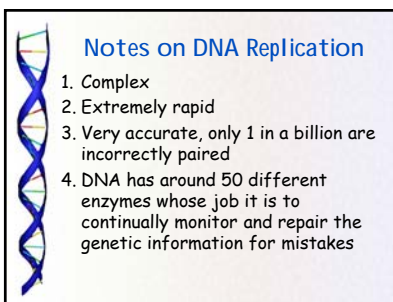 Notes on DNA Replication
1. Complex
2. Extremely rapid
3. Very accurate, only 1 in a billion are
incorrectly paired
4. DNA has around 50 different
enzymes whose job it is to
continually monitor and repair the
genetic information for mistakes